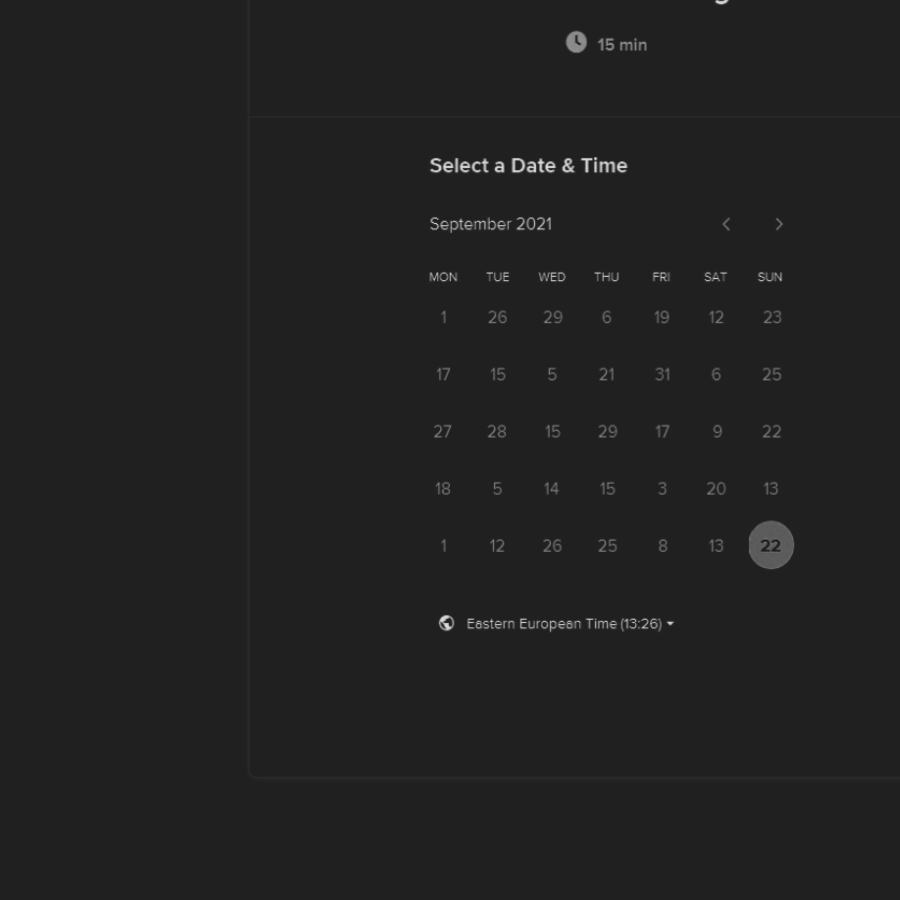 15 min
Select a Date & Time
September 2021
MON TUE WED THU FRI SAT SUN
1 26 29 6 19 12 23
17 15 5 21 31 6 25
27 28 15 29 17 9 22
18 5 14 15 3 20 13
1 12 26 25 8 13 22
Eastern European Time (13:26)